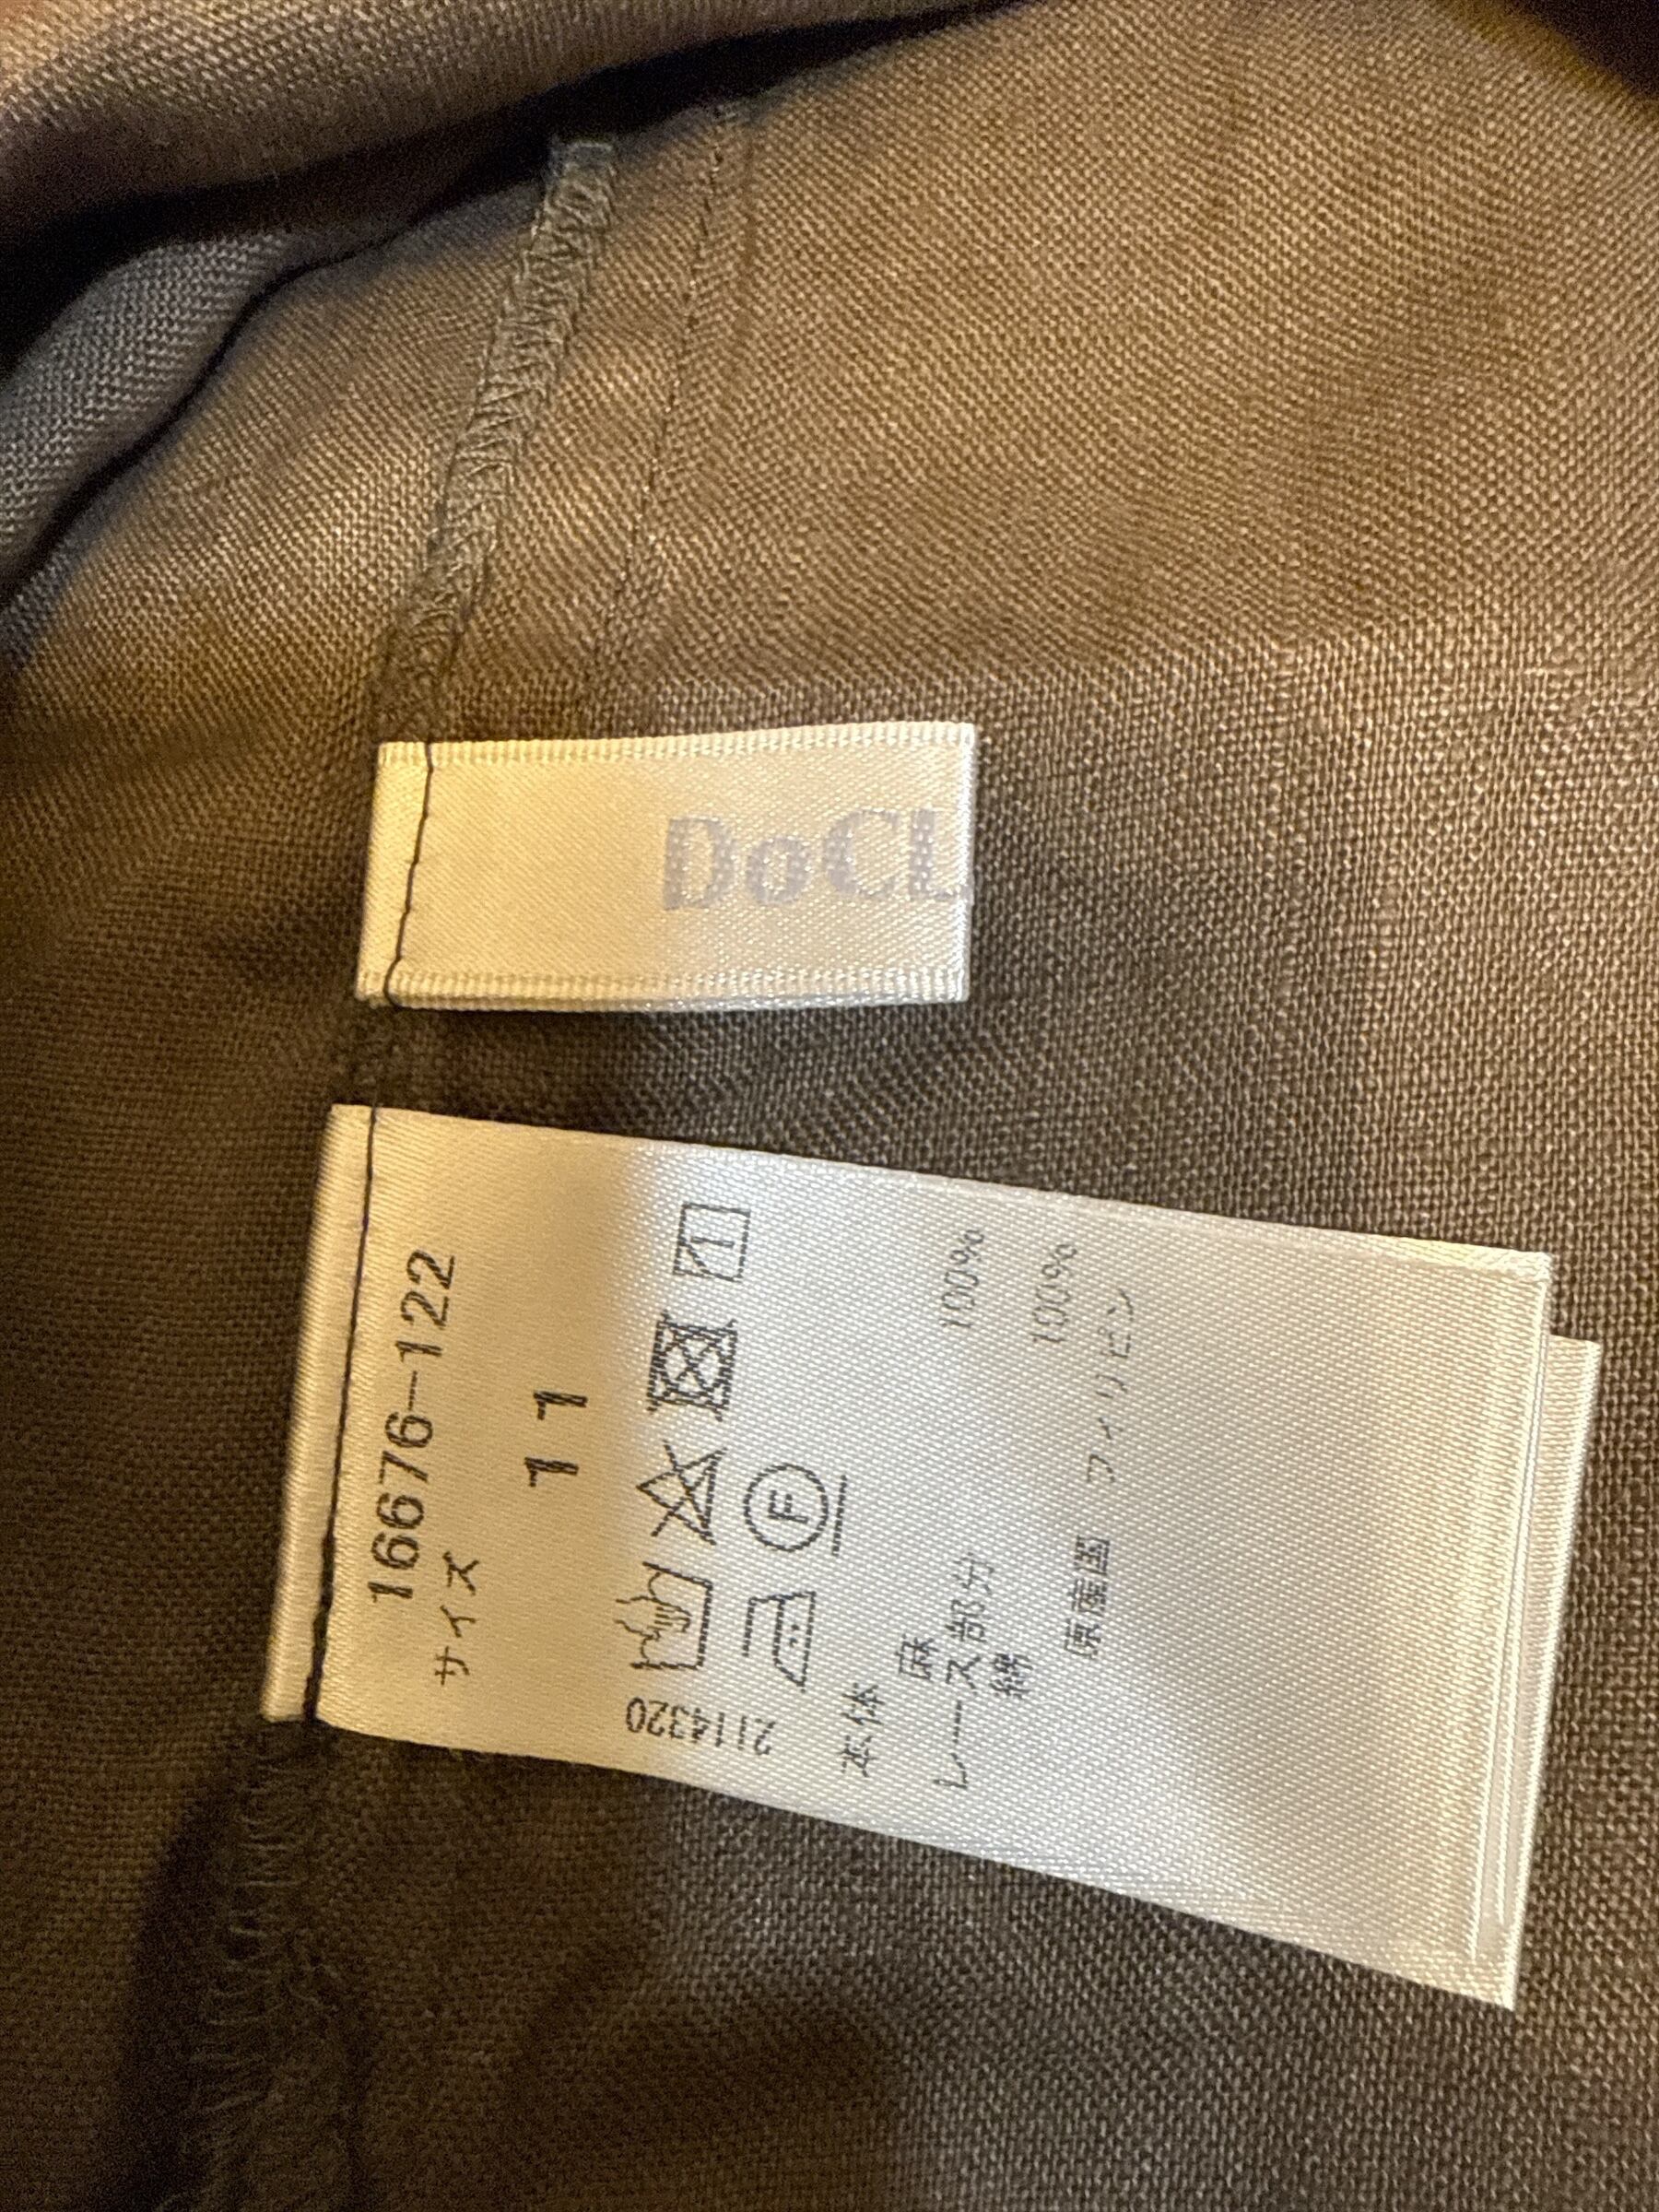 DoCL
16676-122
サイズ
11
2114320
F
本体
麻 100%
レース部分
綿 100%
原産国 フィリピン